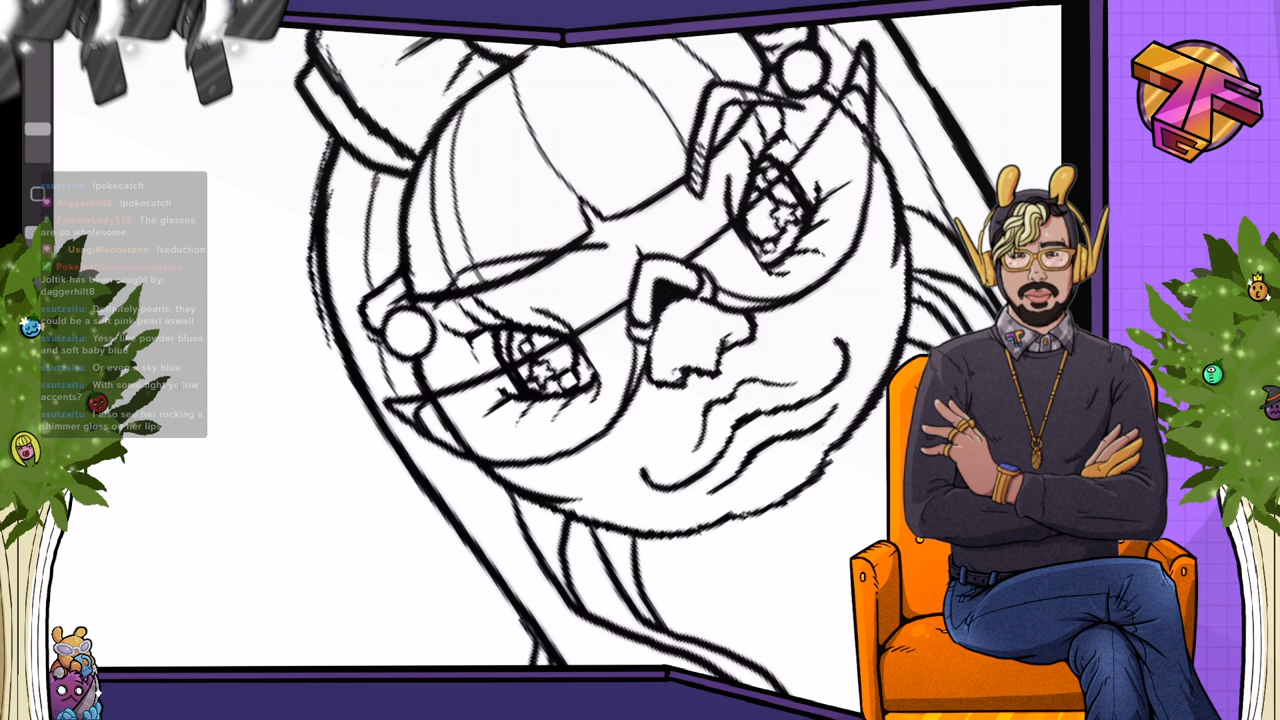 ssutzaitu: !pokecatch
daggerhilt8 !pokecatch
ZombieLady513 The glasses
are so wholesome.
UsagiMoonstone: !seduction
Joltik has been caught by:
daggerhilt8
ssutzaitu: Definitely pearls, they
could be a soft pink pearl aswell
ssutzaitu: Yess, like powder blues
and soft baby blue
ssutzaitu: Or even a sky blue
ssutzaitu: With some light yellow
accents?
ssutzaitu: I also see her rocking a
shimmer gloss on her lips